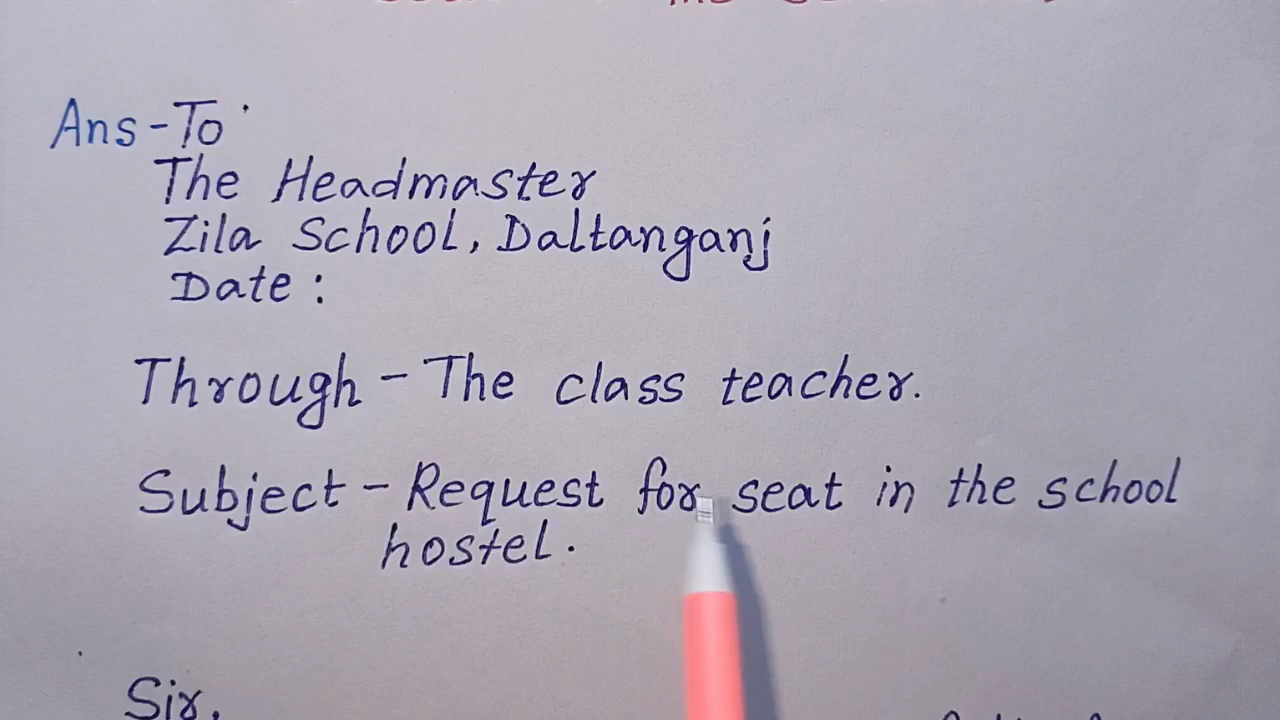 Ans-To
The Headmaster
Zila School, Daltanganj
Date :
Through - The class teacher.
Subject - Request for seat in the school
hostel.
Sir,